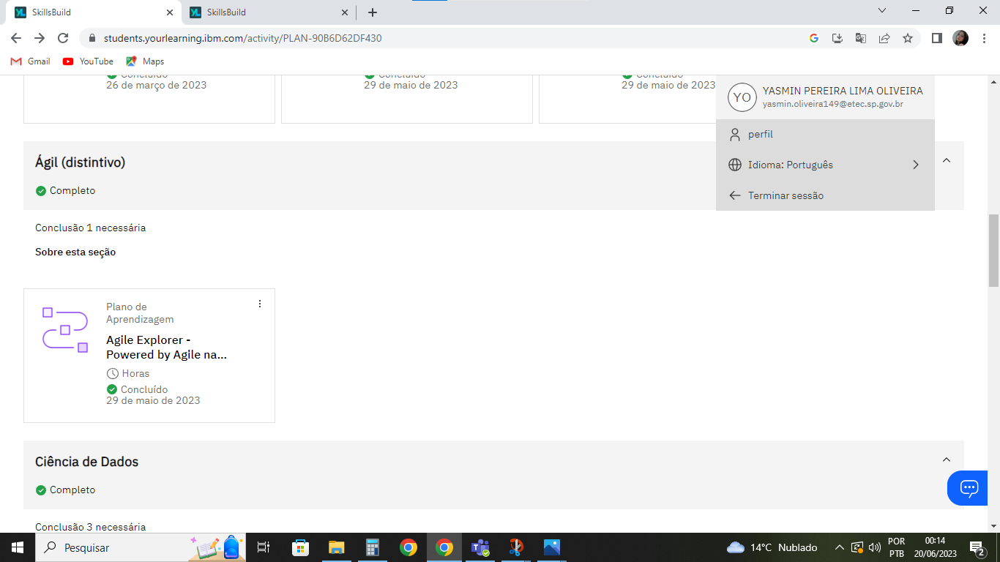 SkillsBuild
SkillsBuild
students.yourlearning.ibm.com/activity/PLAN-90B6D62DF430
Gmail
YouTube
Maps
Concluído
26 de março de 2023
Concluído
29 de maio de 2023
Concluído
29 de maio de 2023
YO
YASMIN PEREIRA LIMA OLIVEIRA
yasmin.oliveira149@etec.sp.gov.br
perfil
Idioma: Português
Terminar sessão
Ágil (distintivo)
Completo
Conclusão 1 necessária
Sobre esta seção
Plano de
Aprendizagem
Agile Explorer -
Powered by Agile na...
Horas
Concluído
29 de maio de 2023
Ciência de Dados
Completo
Conclusão 3 necessária
Pesquisar
14°C Nublado
POR
PTB
00:14
20/06/2023
2